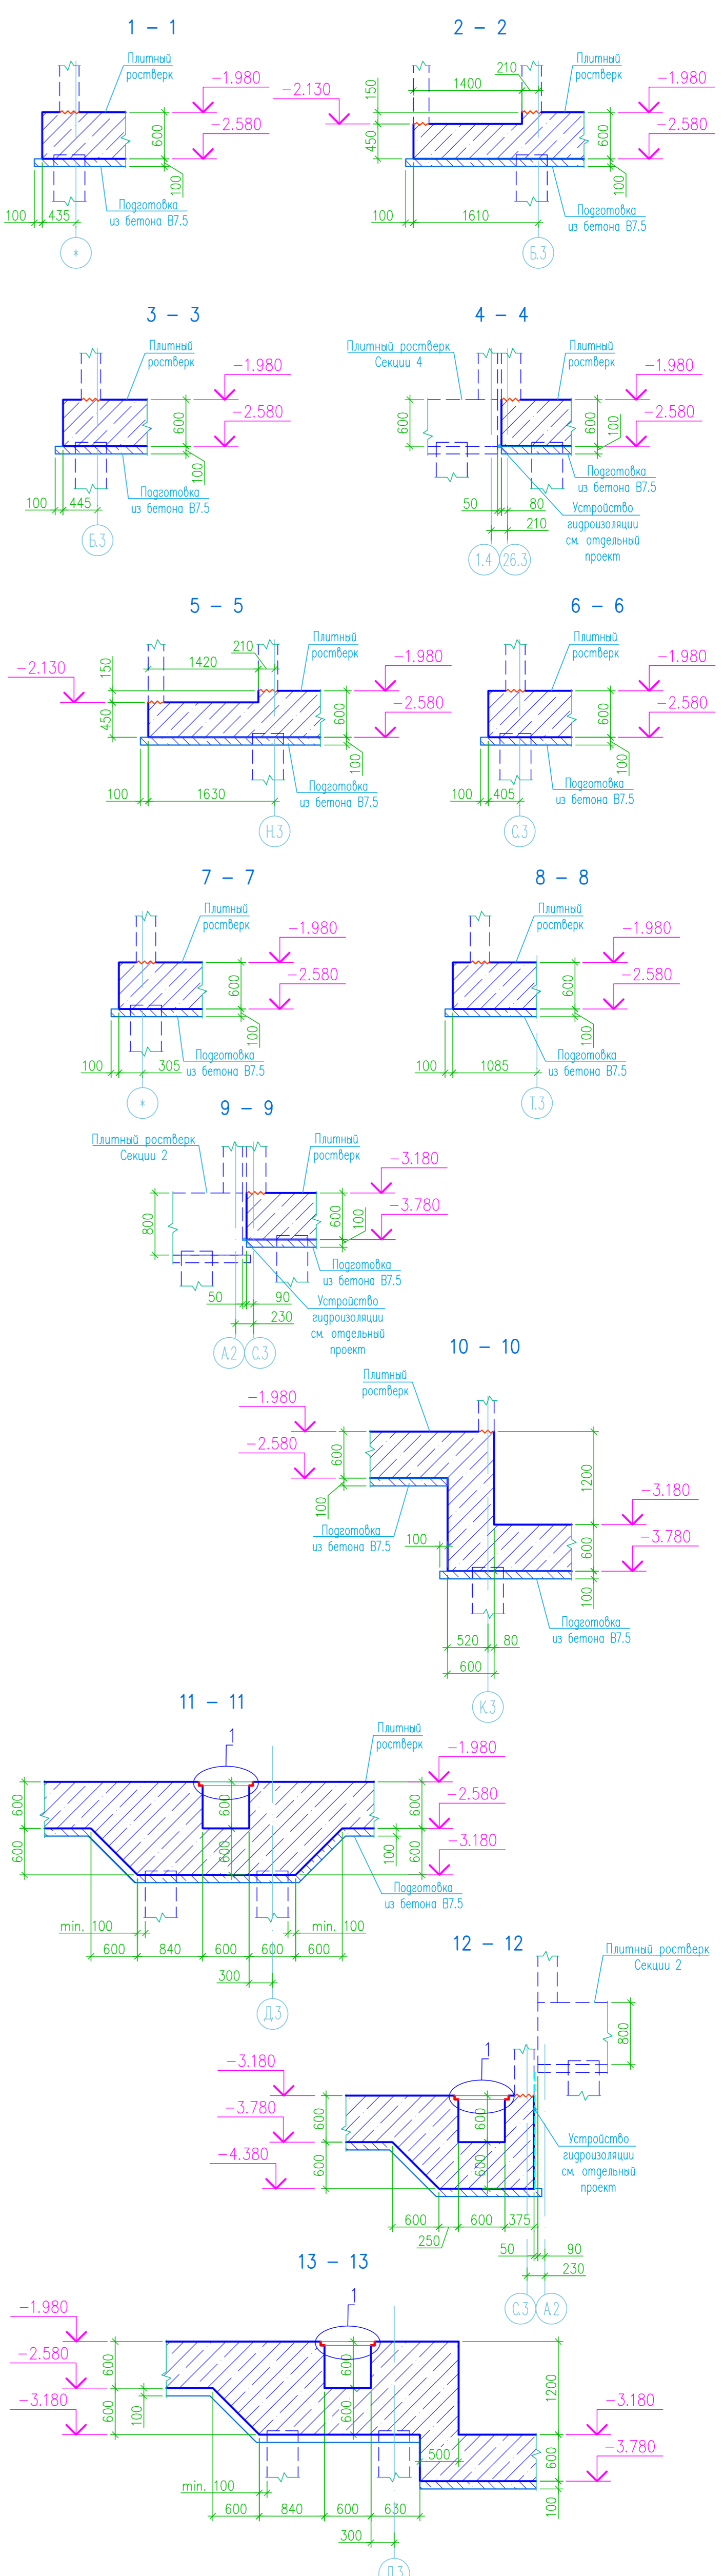 1 – 1
Плитный
ростверк
−1.980
−2.580
600
100
Подготовка
из бетона В7.5
100
435
*
2 – 2
210
Плитный
ростверк
1400
−1.980
−2.130
150
450
−2.580
600
100
Подготовка
из бетона В7.5
100
1610
Б.3
3 – 3
Плитный
ростверк
−1.980
−2.580
600
100
Подготовка
из бетона В7.5
100
445
Б.3
4 – 4
Плитный ростверк
Секции 4
Плитный
ростверк
−1.980
−2.580
600
600
100
Подготовка
из бетона В7.5
50
80
210
Устройство
гидроизоляции
см. отдельный
проект
1.4
26.3
5 – 5
Плитный
ростверк
210
1420
−1.980
−2.130
150
450
−2.580
600
100
Подготовка
из бетона В7.5
100
1630
Н.3
6 – 6
Плитный
ростверк
−1.980
−2.580
600
100
Подготовка
из бетона В7.5
100
405
С.3
7 – 7
Плитный
ростверк
−1.980
−2.580
600
100
Подготовка
из бетона В7.5
100
305
*
8 – 8
Плитный
ростверк
−1.980
−2.580
600
100
Подготовка
из бетона В7.5
100
1085
Т.3
9 – 9
Плитный ростверк
Секции 2
Плитный
ростверк
−3.180
−3.780
800
600
100
Подготовка
из бетона В7.5
50
90
230
Устройство
гидроизоляции
см. отдельный
проект
А.2
С.3
10 – 10
Плитный
ростверк
−1.980
−2.580
600
100
1200
−3.180
−3.780
Подготовка
из бетона В7.5
100
600
100
Подготовка
из бетона В7.5
520
80
600
К.3
11 – 11
1
Плитный
ростверк
−1.980
−2.580
−3.180
600
600
600
600
600
100
600
Подготовка
из бетона В7.5
min. 100
min. 100
600
840
600
600
600
300
Д.3
12 – 12
Плитный ростверк
Секции 2
800
1
−3.180
−3.780
−4.380
600
600
600
600
Устройство
гидроизоляции
см. отдельный
проект
600
600
375
250
50
90
230
С.3
А.2
13 – 13
1
−1.980
−2.580
−3.180
600
600
100
600
600
1200
−3.180
−3.780
500
600
100
min. 100
600
840
600
630
300
Д.3